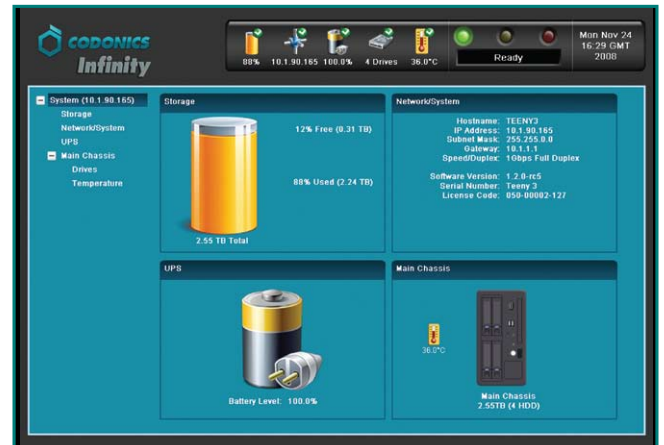 CODONICS
Infinity
88%
10.1.90.165
100.0%
4 Drives
36.0°C
Ready
Mon Nov 24
16:29 GMT
2008
System (10.1.90.165)
Storage
Network/System
UPS
Main Chassis
Drives
Temperature
Storage
12% Free (0.31 TB)
88% Used (2.24 TB)
2.55 TB Total
Network/System
Hostname: TEENY3
IP Address: 10.1.90.165
Subnet Mask: 255.255.0.0
Gateway: 10.1.1.1
Speed/Duplex: 1Gbps Full Duplex
Software Version: 1.2.0-rc5
Serial Number: Teeny 3
License Code: 050-00002-127
UPS
Battery Level: 100.0%
Main Chassis
36.0°C
Main Chassis
2.55TB (4 HDD)